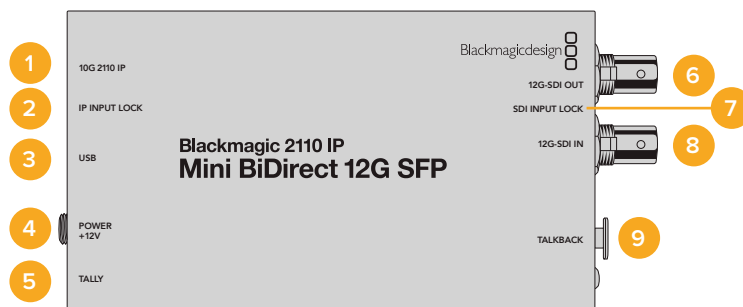 1
10G 2110 IP
2
IP INPUT LOCK
3
USB
4
POWER
+12V
5
TALLY
Blackmagic 2110 IP
Mini BiDirect 12G SFP
Blackmagicdesign
12G-SDI OUT
6
SDI INPUT LOCK
7
12G-SDI IN
8
TALKBACK
9